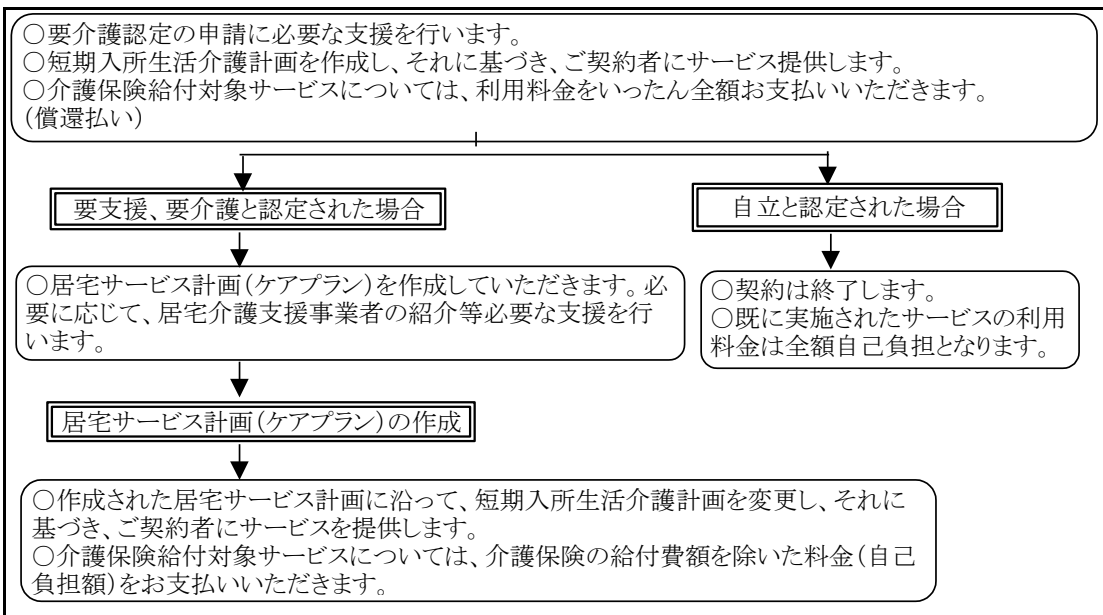 ○要介護認定の申請に必要な支援を行います。
○短期入所生活介護計画を作成し、それに基づき、ご契約者にサービス提供します。
○介護保険給付対象サービスについては、利用料金をいったん全額お支払いいただきます。
(償還払い)
要支援、要介護と認定された場合
自立と認定された場合
○居宅サービス計画(ケアプラン)を作成していただきます。必
要に応じて、居宅介護支援事業者の紹介等必要な支援を行
います。
○契約は終了します。
○既に実施されたサービスの利用
料金は全額自己負担となります。
居宅サービス計画(ケアプラン)の作成
○作成された居宅サービス計画に沿って、短期入所生活介護計画を変更し、それに
基づき、ご契約者にサービスを提供します。
○介護保険給付対象サービスについては、介護保険の給付費額を除いた料金(自己
負担額)をお支払いいただきます。